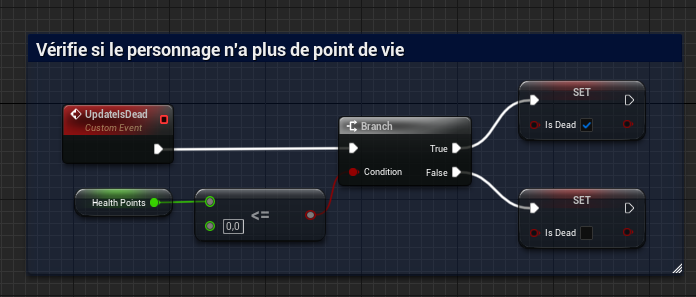 Vérifie si le personnage n'a plus de point de vie
UpdateIsDead
Custom Event
Branch
True
Condition
False
Health Points
<=
0,0
SET
Is Dead
SET
Is Dead